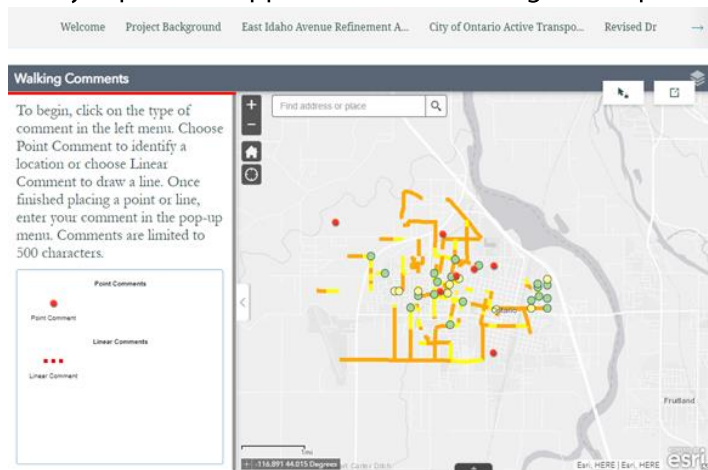 Welcome Project Background East Idaho Avenue Refinement A... City of Ontario Active Transpo... Revised Dr →
Walking Comments
To begin, click on the type of
comment in the left menu. Choose
Point Comment to identify a
location or choose Linear
Comment to draw a line. Once
finished placing a point or line,
enter your comment in the pop-up
menu. Comments are limited to
500 characters.
Point Comments
Point Comment
Linear Comments
Linear Comment
+
Find address or place
−
Ontario
Fruitland
-116.891 44.015 Degrees
Earl, HERE | Esri, HERE
esri